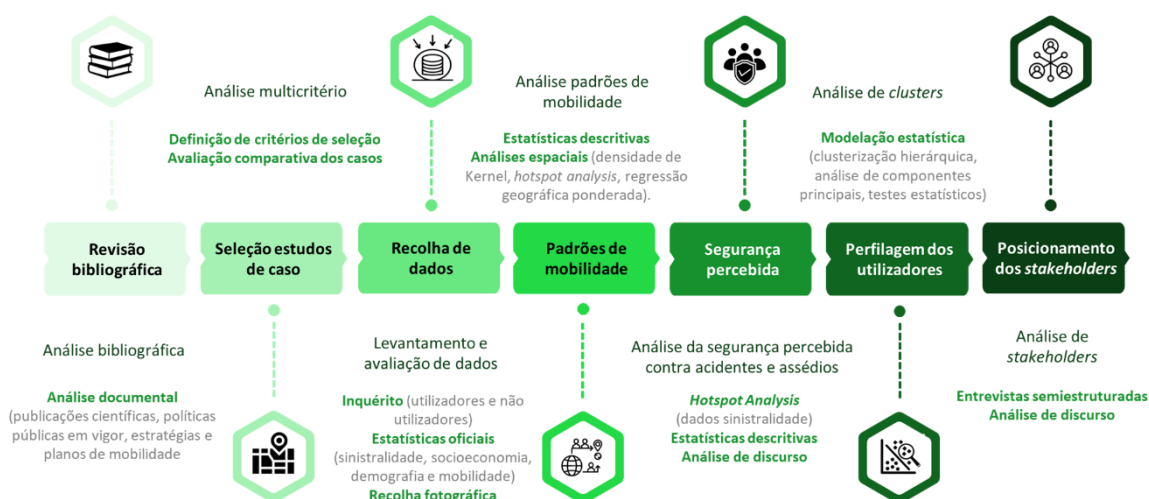 Análise multicritério
Definição de critérios de seleção
Avaliação comparativa dos casos
Análise padrões de
mobilidade
Estatísticas descritivas
Análises espaciais (densidade de
Kernel, hotspot analysis, regressão
geográfica ponderada).
Análise de clusters
Modelação estatística
(clusterização hierárquica,
análise de componentes
principais, testes estatísticos)
Revisão
bibliográfica
Seleção estudos
de caso
Recolha de
dados
Padrões de
mobilidade
Segurança
percebida
Perfilagem dos
utilizadores
Posicionamento
dos stakeholders
Análise bibliográfica
Análise documental
(publicações científicas, políticas
públicas em vigor, estratégias e
planos de mobilidade
Levantamento e
avaliação de dados
Inquérito (utilizadores e não
utilizadores)
Estatísticas oficiais
(sinistralidade, socioeconomia,
demografia e mobilidade)
Recolha fotográfica
Análise da segurança percebida
contra acidentes e assédios
Hotspot Analysis
(dados sinistralidade)
Estatísticas descritivas
Análise de discurso
Análise de
stakeholders
Entrevistas semiestruturadas
Análise de discurso